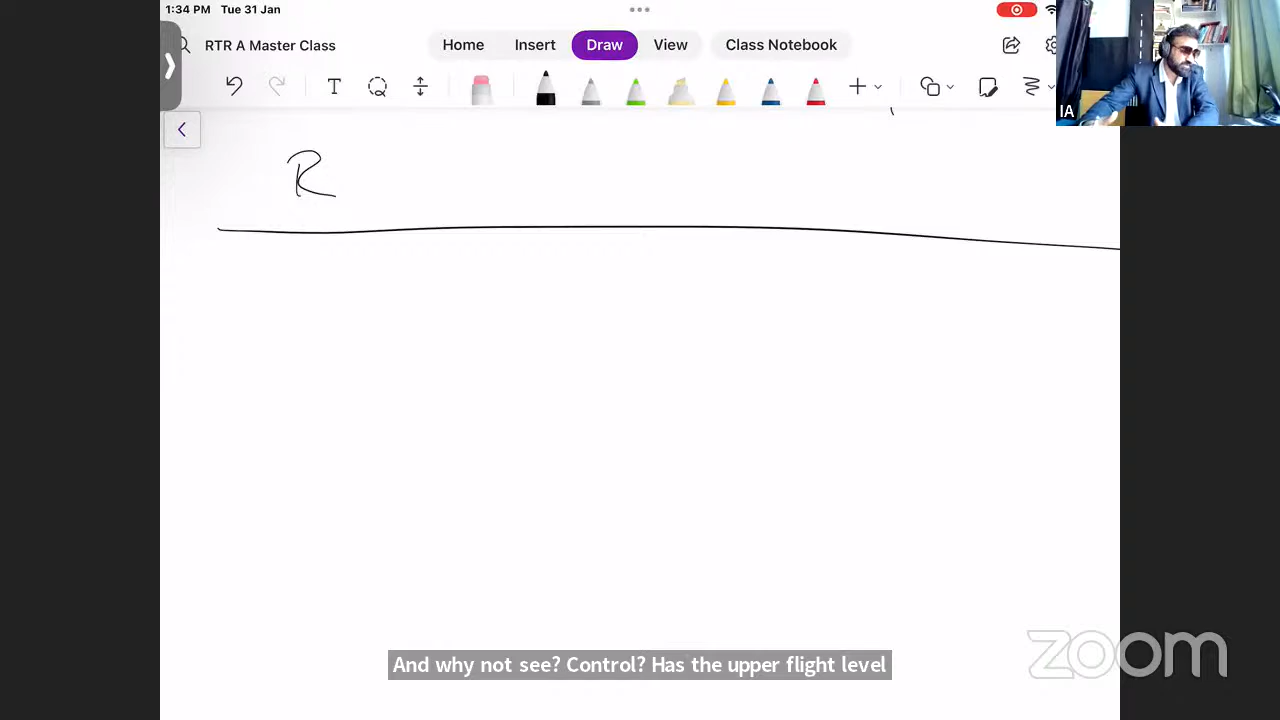 1:34 PM Tue 31 Jan
RTR A Master Class
Home Insert Draw View Class Notebook
T
IA
R
And why not see? Control? Has the upper flight level
zoom